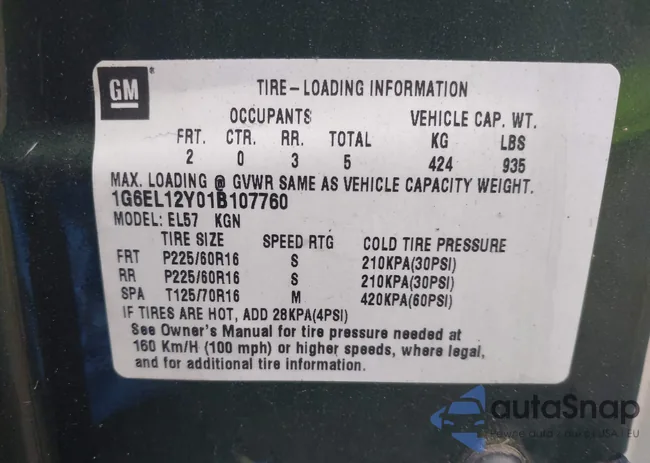 GM
TIRE-LOADING INFORMATION
OCCUPANTS VEHICLE CAP. WT.
FRT. CTR. RR. TOTAL KG LBS
2 0 3 5 424 935
MAX. LOADING @ GVWR SAME AS VEHICLE CAPACITY WEIGHT.
1G6EL12Y01B107760
MODEL: EL57 KGN
TIRE SIZE SPEED RTG COLD TIRE PRESSURE
FRT P225/60R16 S 210KPA(30PSI)
RR P225/60R16 S 210KPA(30PSI)
SPA T125/70R16 M 420KPA(60PSI)
IF TIRES ARE HOT, ADD 28KPA(4PSI)
See Owner's Manual for tire pressure needed at
160 Km/H (100 mph) or higher speeds, where legal,
and for additional tire information.
autoSnap